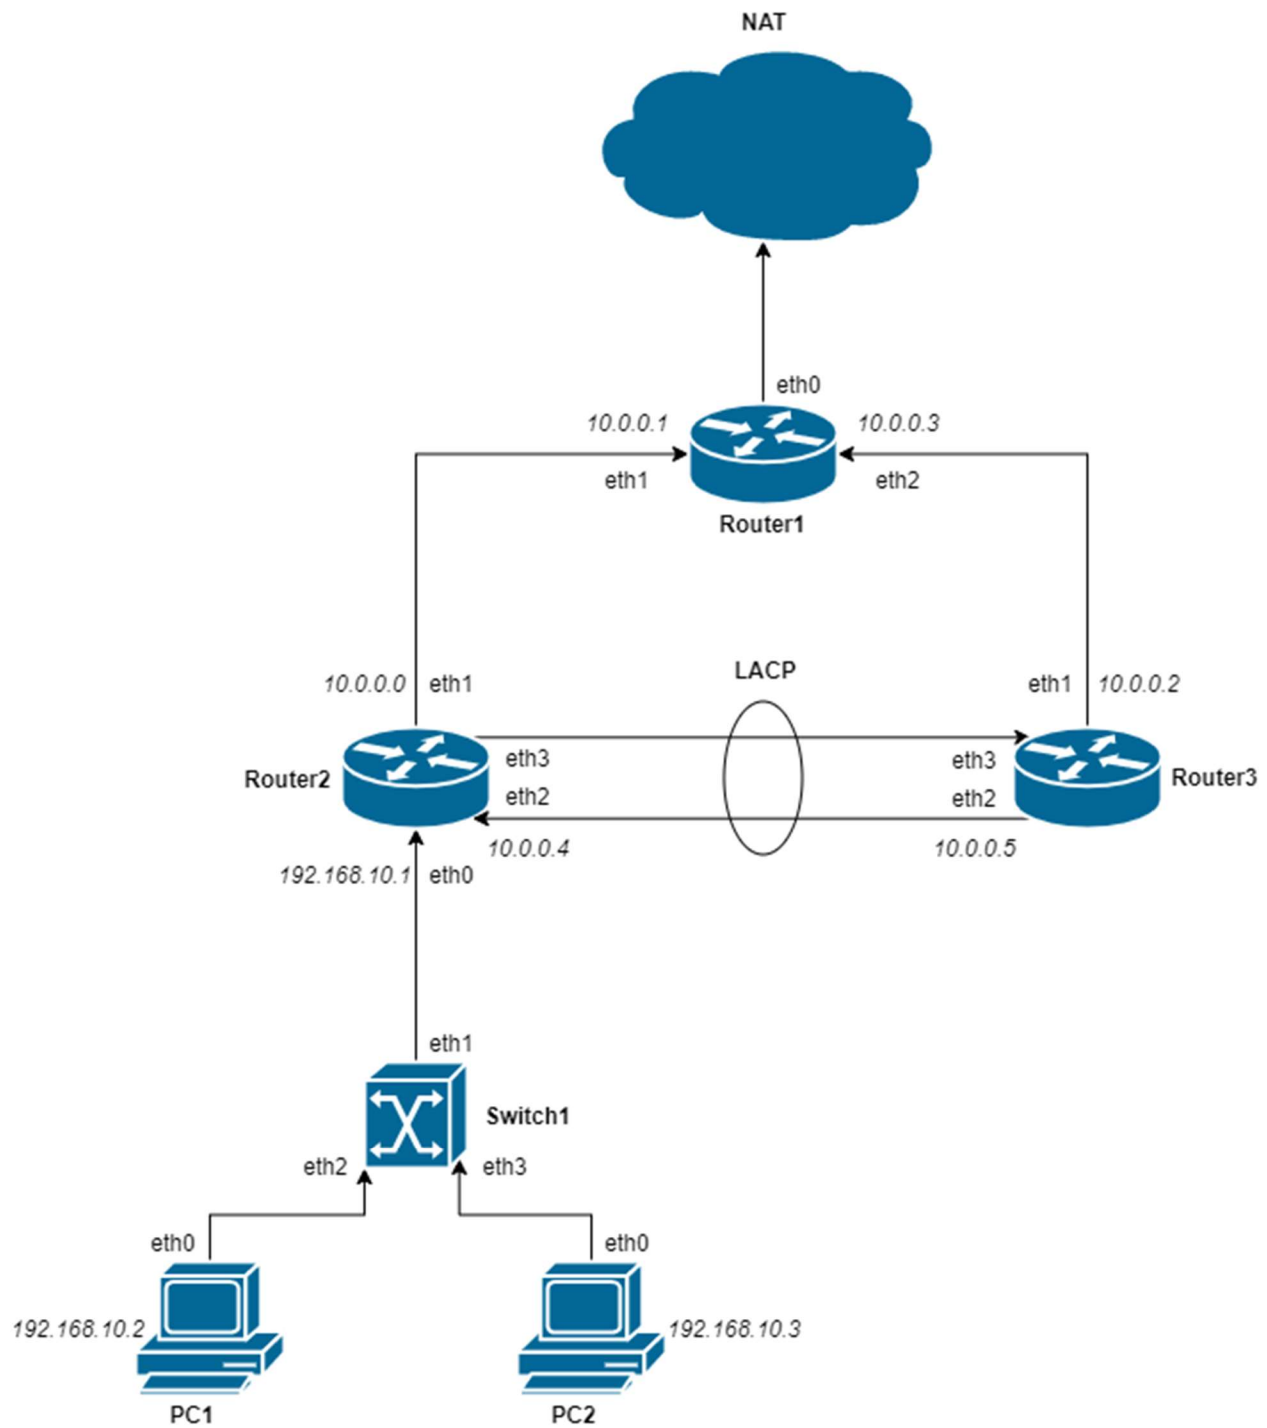 NAT
eth0
10.0.0.1
10.0.0.3
eth1
eth2
Router1
LACP
10.0.0.0 eth1
eth1 10.0.0.2
eth3
eth3
Router2
Router3
eth2
eth2
10.0.0.4
10.0.0.5
192.168.10.1 eth0
eth1
Switch1
eth2
eth3
eth0
eth0
192.168.10.2
192.168.10.3
PC1
PC2